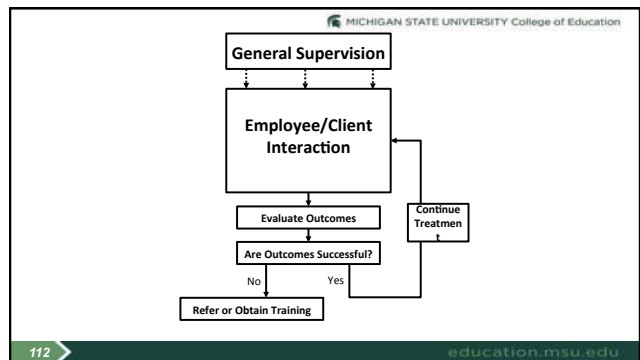 MICHIGAN STATE UNIVERSITY College of Education
General Supervision
Employee/Client
Interaction
Evaluate Outcomes
Continue
Treatmen
t
Are Outcomes Successful?
No
Yes
Refer or Obtain Training
112
education.msu.edu